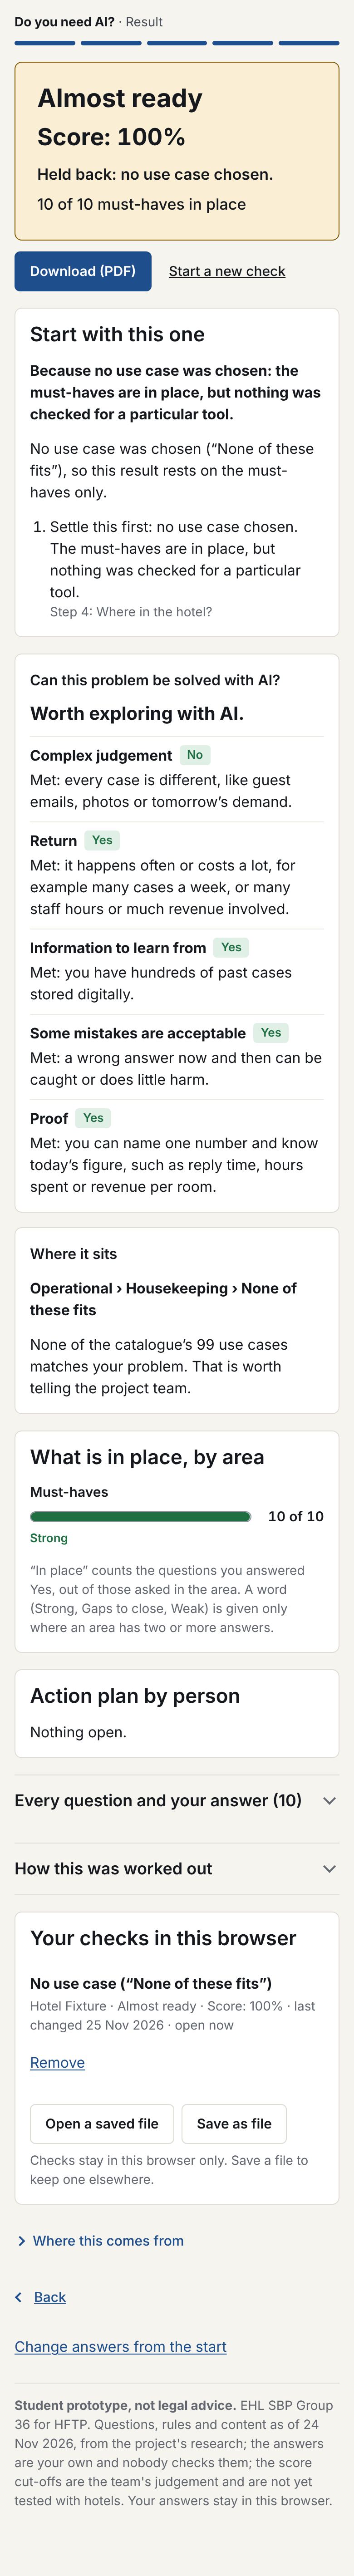 Do you need AI? · Result
Almost ready
Score: 100%
Held back: no use case chosen.
10 of 10 must-haves in place
Download (PDF) Start a new check
Start with this one
Because no use case was chosen: the
must-haves are in place, but nothing was
checked for a particular tool.
No use case was chosen (“None of these
fits”), so this result rests on the must-
haves only.
1. Settle this first: no use case chosen.
The must-haves are in place, but
nothing was checked for a particular
tool.
Step 4: Where in the hotel?
Can this problem be solved with AI?
Worth exploring with AI.
Complex judgement No
Met: every case is different, like guest
emails, photos or tomorrow’s demand.
Return Yes
Met: it happens often or costs a lot, for
example many cases a week, or many
staff hours or much revenue involved.
Information to learn from Yes
Met: you have hundreds of past cases
stored digitally.
Some mistakes are acceptable Yes
Met: a wrong answer now and then can be
caught or does little harm.
Proof Yes
Met: you can name one number and know
today’s figure, such as reply time, hours
spent or revenue per room.
Where it sits
Operational › Housekeeping › None of
these fits
None of the catalogue’s 99 use cases
matches your problem. That is worth
telling the project team.
What is in place, by area
Must-haves
10 of 10
Strong
“In place” counts the questions you answered
Yes, out of those asked in the area. A word
(Strong, Gaps to close, Weak) is given only
where an area has two or more answers.
Action plan by person
Nothing open.
Every question and your answer (10)
How this was worked out
Your checks in this browser
No use case (“None of these fits”)
Hotel Fixture · Almost ready · Score: 100% · last
changed 25 Nov 2026 · open now
Remove
Open a saved file Save as file
Checks stay in this browser only. Save a file to
keep one elsewhere.
Where this comes from
Back
Change answers from the start
Student prototype, not legal advice. EHL SBP Group
36 for HFTP. Questions, rules and content as of 24
Nov 2026, from the project's research; the answers
are your own and nobody checks them; the score
cut-offs are the team's judgement and are not yet
tested with hotels. Your answers stay in this browser.